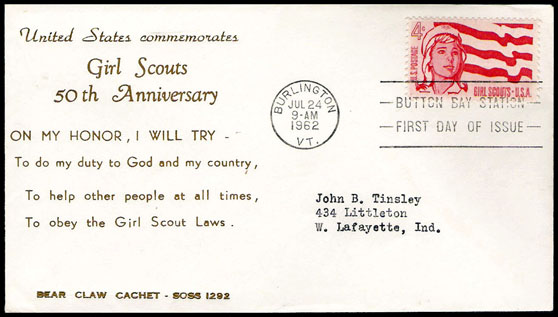 United States commemorates
Girl Scouts
50th Anniversary
ON MY HONOR, I WILL TRY -
To do my duty to God and my country,
To help other people at all times,
To obey the Girl Scout Laws.
BEAR CLAW CACHET - SOSS 1292
BURLINGTON
JUL 24
9-AM
1962
VT.
4¢
U.S. POSTAGE
GIRL SCOUTS · U.S.A.
BUTTON BAY STATION
FIRST DAY OF ISSUE
John B. Tinsley
434 Littleton
W. Lafayette, Ind.